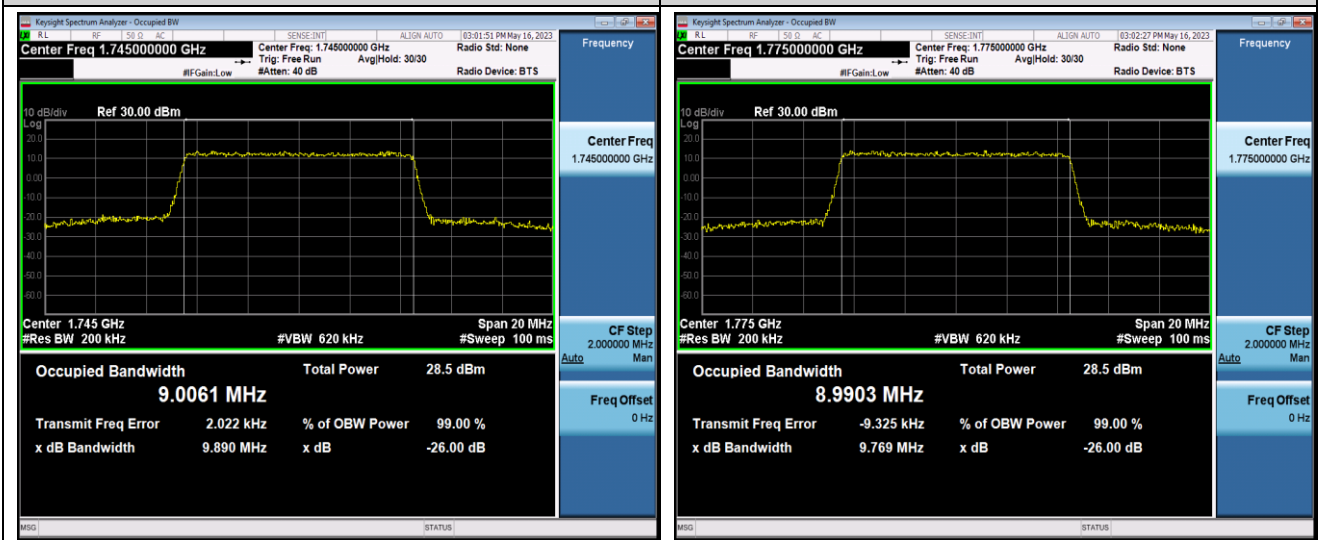 Keysight Spectrum Analyzer - Occupied BW
RL RF 50 Ω AC SENSE:INT ALIGN AUTO 03:01:51 PM May 16, 2023
Center Freq 1.745000000 GHz
Center Freq: 1.745000000 GHz Radio Std: None
Trig: Free Run Avg|Hold: 30/30
#IFGain:Low #Atten: 40 dB Radio Device: BTS
10 dB/div Ref 30.00 dBm
Log
20.0
10.0
0.00
-10.0
-20.0
-30.0
-40.0
-50.0
-60.0
Center 1.745 GHz Span 20 MHz
#Res BW 200 kHz #VBW 620 kHz #Sweep 100 ms
Occupied Bandwidth Total Power 28.5 dBm
9.0061 MHz
Transmit Freq Error 2.022 kHz % of OBW Power 99.00 %
x dB Bandwidth 9.890 MHz x dB -26.00 dB
MSG STATUS
Frequency
Center Freq
1.745000000 GHz
CF Step
2.000000 MHz
Auto Man
Freq Offset
0 Hz
Keysight Spectrum Analyzer - Occupied BW
RL RF 50 Ω AC SENSE:INT ALIGN AUTO 03:02:27 PM May 16, 2023
Center Freq 1.775000000 GHz
Center Freq: 1.775000000 GHz Radio Std: None
Trig: Free Run Avg|Hold: 30/30
#IFGain:Low #Atten: 40 dB Radio Device: BTS
10 dB/div Ref 30.00 dBm
Log
20.0
10.0
0.00
-10.0
-20.0
-30.0
-40.0
-50.0
-60.0
Center 1.775 GHz Span 20 MHz
#Res BW 200 kHz #VBW 620 kHz #Sweep 100 ms
Occupied Bandwidth Total Power 28.5 dBm
8.9903 MHz
Transmit Freq Error -9.325 kHz % of OBW Power 99.00 %
x dB Bandwidth 9.769 MHz x dB -26.00 dB
MSG STATUS
Frequency
Center Freq
1.775000000 GHz
CF Step
2.000000 MHz
Auto Man
Freq Offset
0 Hz